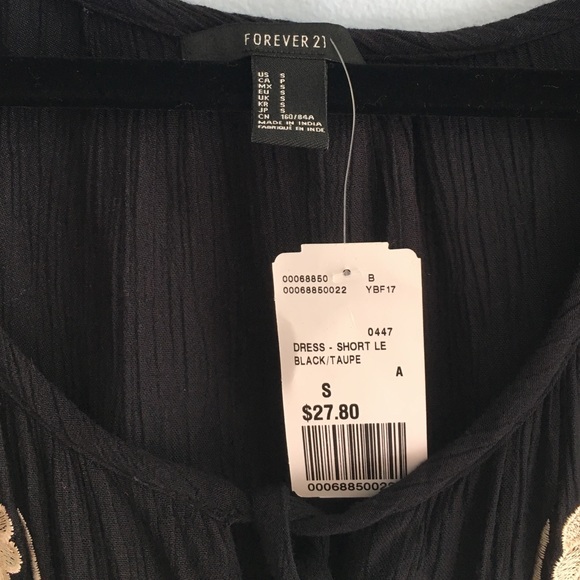 FOREVER 21
US S
CA P
MX S
EU S
UK S
KR S
JP S
CN 160/84A
MADE IN INDIA
FABRIQUÉ EN INDE
00068850 B
00068850022 YBF17
0447
DRESS - SHORT LE
BLACK/TAUPE
A
S
$27.80
00068850022